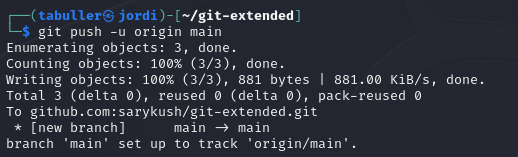 ┌──(tabuller㉿jordi)-[~/git-extended]
└─$ git push -u origin main
Enumerating objects: 3, done.
Counting objects: 100% (3/3), done.
Writing objects: 100% (3/3), 881 bytes | 881.00 KiB/s, done.
Total 3 (delta 0), reused 0 (delta 0), pack-reused 0
To github.com:sarykush/git-extended.git
 * [new branch]      main -> main
branch 'main' set up to track 'origin/main'.